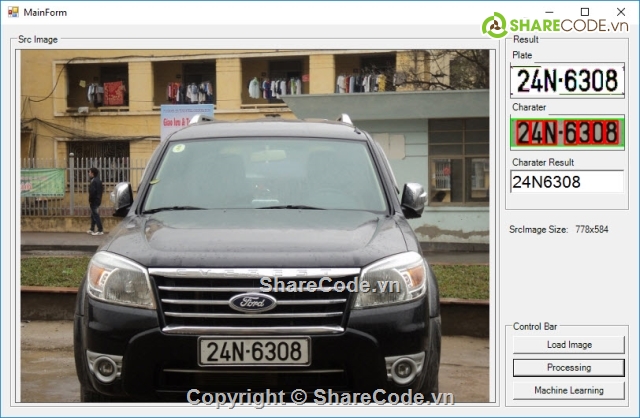 MainForm
SHARECODE.vn
Src Image
Result
Plate
24N-6308
Charater
24N-6308
Charater Result
24N6308
SrcImage Size: 778x584
ShareCode.vn
Ford
24N-6308
Control Bar
Load Image
Processing
Machine Learning
Copyright © ShareCode.vn